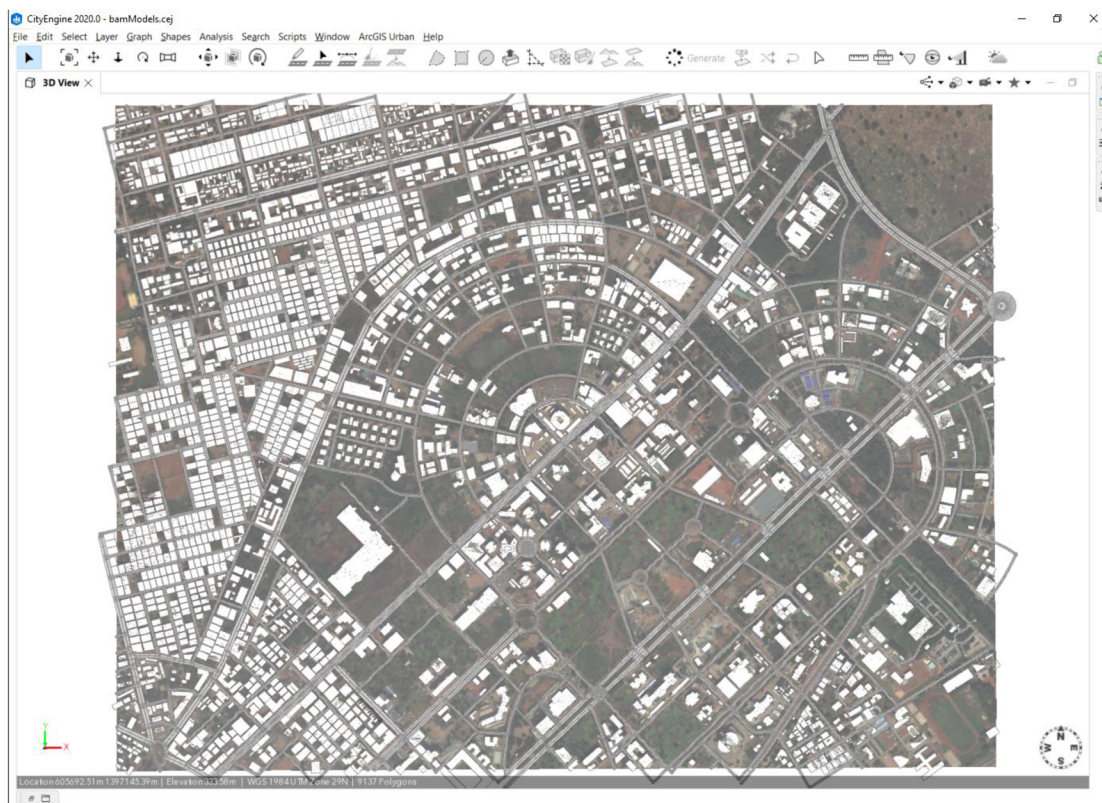 CityEngine 2020.0 - bamModels.cej
File Edit Select Layer Graph Shapes Analysis Search Scripts Window ArcGIS Urban Help
Generate
3D View
N
W E
S
Y
X
Location 605692.51m 1397145.39m | Elevation 333.58m | WGS 1984 UTM Zone 29N | 9137 Polygons